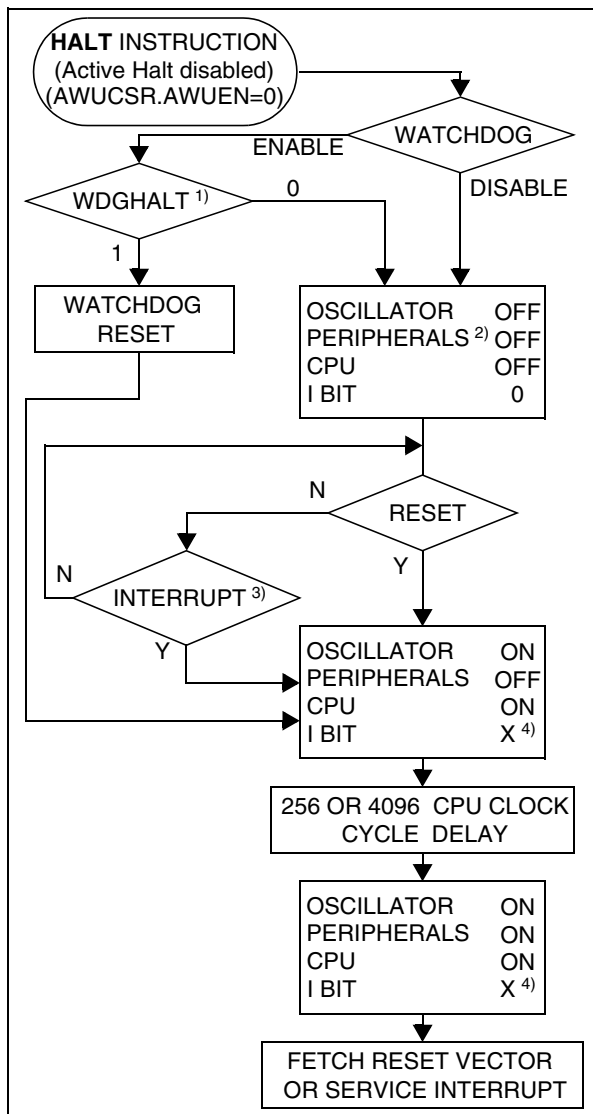 HALT INSTRUCTION
(Active Halt disabled)
(AWUCSR.AWUEN=0)
WATCHDOG
ENABLE
DISABLE
WDGHALT 1)
0
1
WATCHDOG
RESET
OSCILLATOR OFF
PERIPHERALS 2) OFF
CPU OFF
I BIT 0
N
RESET
Y
N
INTERRUPT 3)
Y
OSCILLATOR ON
PERIPHERALS OFF
CPU ON
I BIT X 4)
256 OR 4096 CPU CLOCK
CYCLE DELAY
OSCILLATOR ON
PERIPHERALS ON
CPU ON
I BIT X 4)
FETCH RESET VECTOR
OR SERVICE INTERRUPT